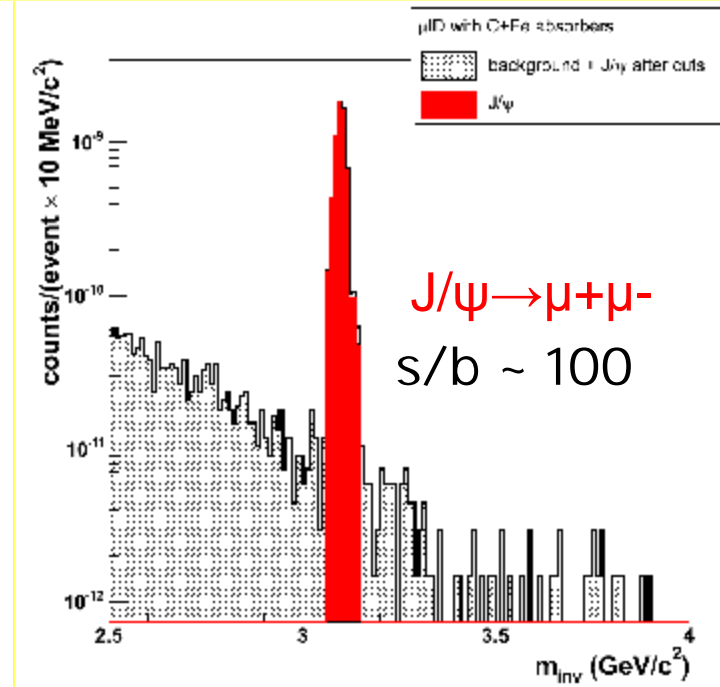 μID with C+Fe absorbers
background + J/ψ after cuts
J/ψ
counts/(event × 10 MeV/c²)
10⁻⁹
10⁻¹⁰
10⁻¹¹
10⁻¹²
J/ψ→μ+μ-
s/b ~ 100
2.5 3 3.5 4
m_inv (GeV/c²)